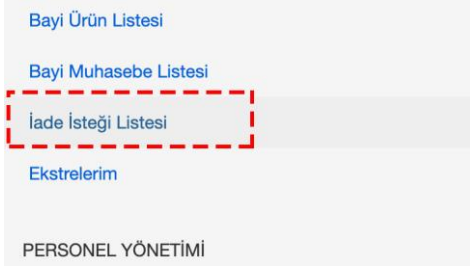 Bayi Ürün Listesi
Bayi Muhasebe Listesi
İade İsteği Listesi
Ekstrelerim
PERSONEL YÖNETİMİ